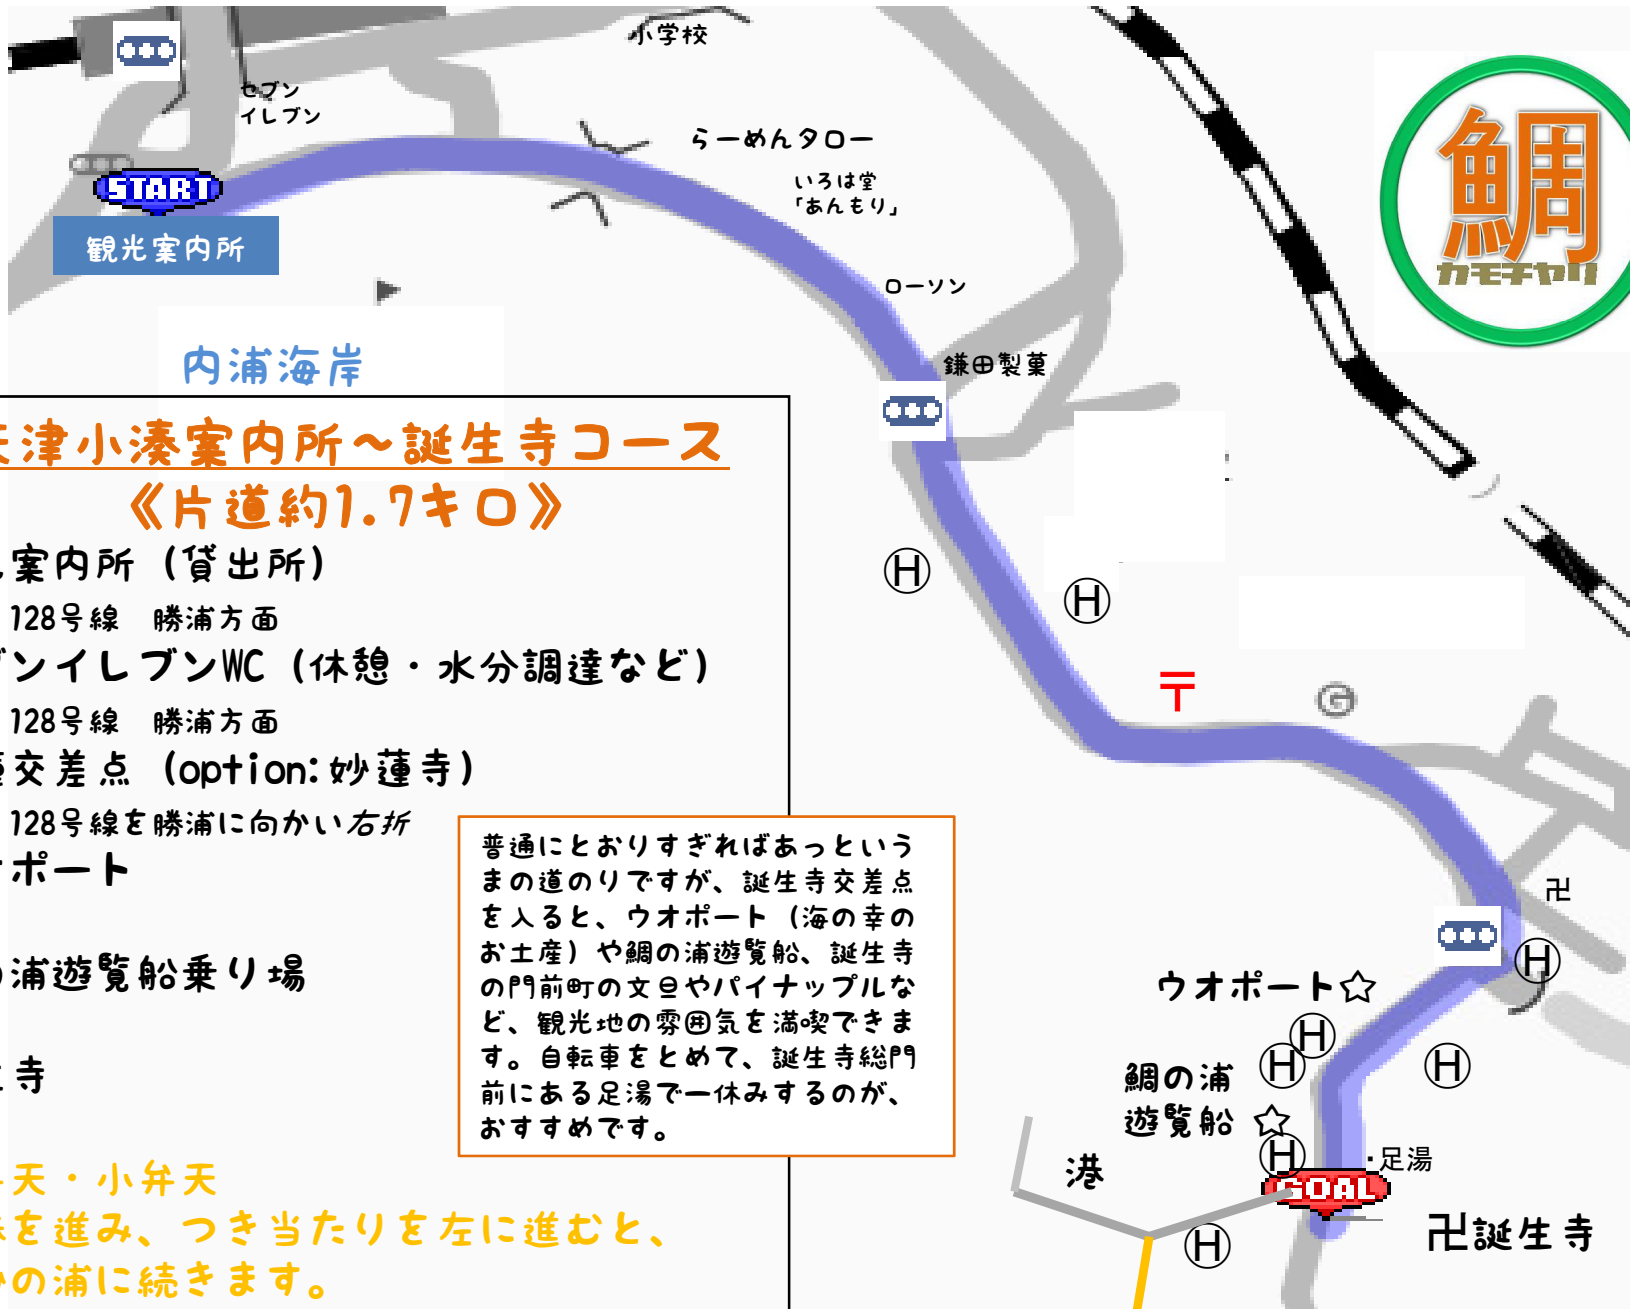 小学校
セブン
イレブン
らーめんタロー
いろは堂
「あんもり」
START
観光案内所
ローソン
鯛
カモチャリ
内浦海岸
鎌田製菓
天津小湊案内所～誕生寺コース
《片道約1.7キロ》
案内所（貸出所）
128号線　勝浦方面
ンイレブンWC（休憩・水分調達など）
128号線　勝浦方面
交差点（option:妙蓮寺）
128号線を勝浦に向かい右折
ポート
浦遊覧船乗り場
寺
天・小弁天
を進み、つき当たりを左に進むと、
の浦に続きます。
普通にとおりすぎればあっという
まの道のりですが、誕生寺交差点
を入ると、ウオポート（海の幸の
お土産）や鯛の浦遊覧船、誕生寺
の門前町の文旦やパイナップルな
ど、観光地の雰囲気を満喫できま
す。自転車をとめて、誕生寺総門
前にある足湯で一休みするのが、
おすすめです。
Ⓗ
Ⓗ
〒
G
卍
Ⓗ
ウオポート☆
Ⓗ
Ⓗ
Ⓗ
鯛の浦
遊覧船 ☆
Ⓗ
・足湯
港
GOAL
Ⓗ
卍誕生寺